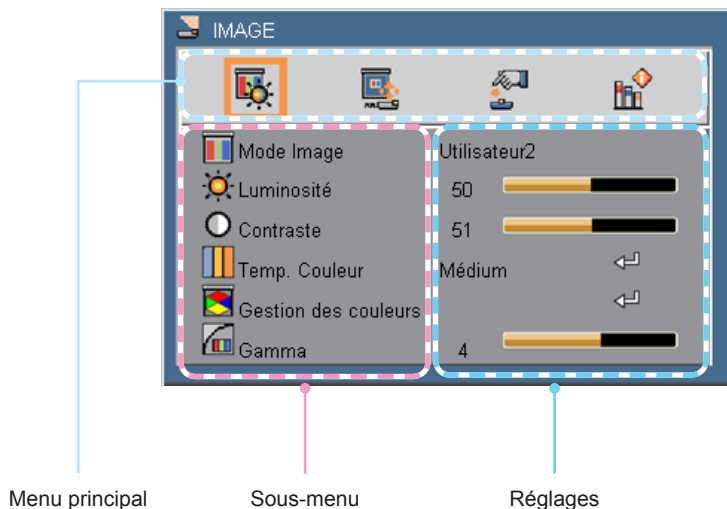 IMAGE
Mode Image Utilisateur2
Luminosité 50
Contraste 51
Temp. Couleur Médium
Gestion des couleurs
Gamma 4
Menu principal Sous-menu Réglages